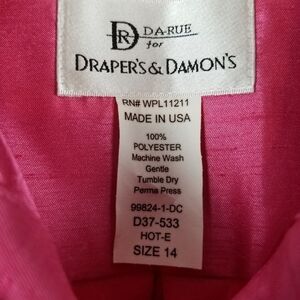 DR DA-RUE
for
DRAPER'S & DAMON'S
RN# WPL11211
MADE IN USA
100%
POLYESTER
Machine Wash
Gentle
Tumble Dry
Perma Press
99824-1-DC
D37-533
HOT-E
SIZE 14